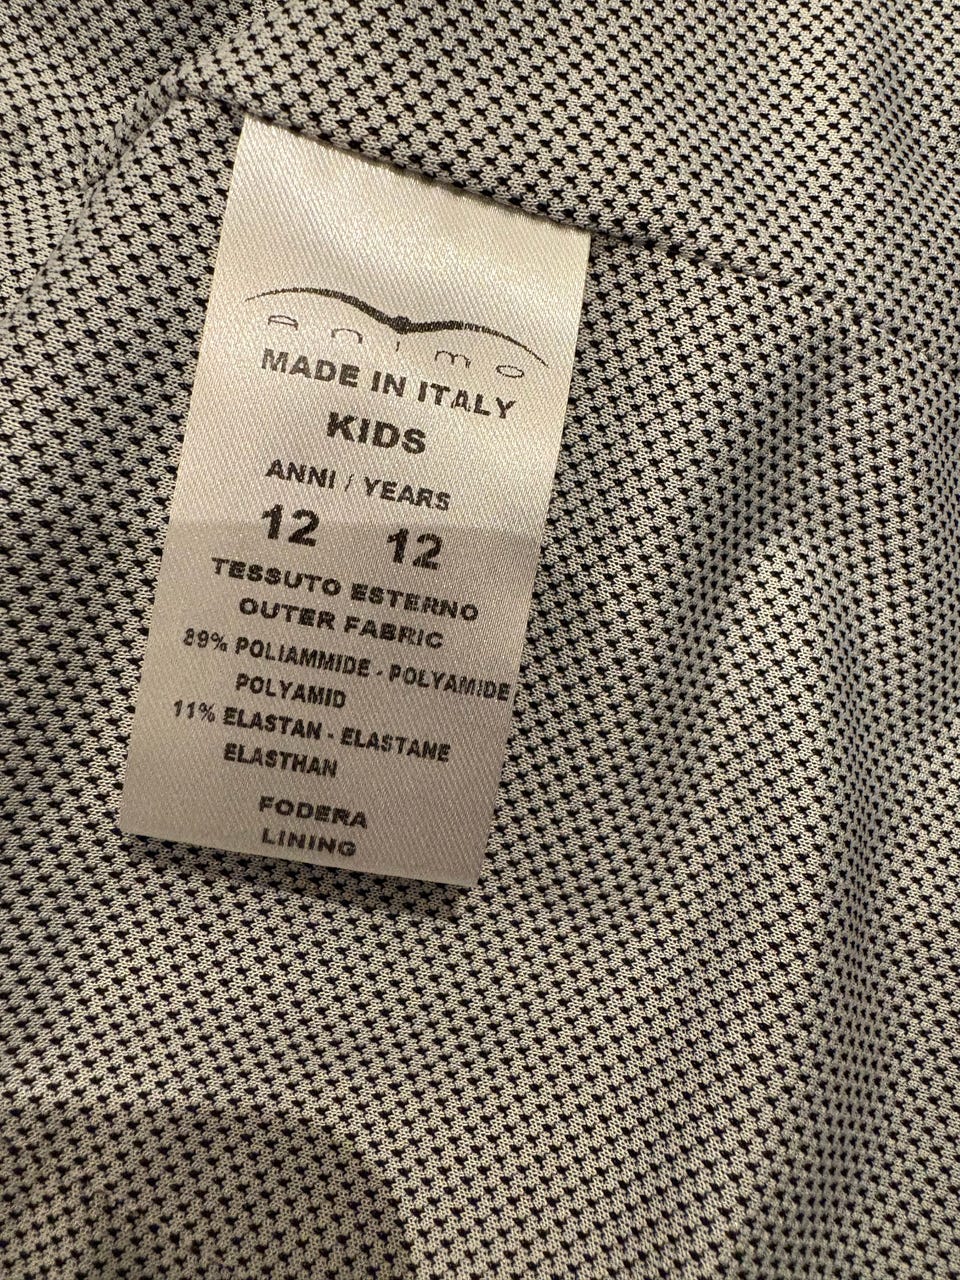 animo
MADE IN ITALY
KIDS
ANNI / YEARS
12 12
TESSUTO ESTERNO
OUTER FABRIC
89% POLIAMMIDE - POLYAMIDE
POLYAMID
11% ELASTAN - ELASTANE
ELASTHAN
FODERA
LINING